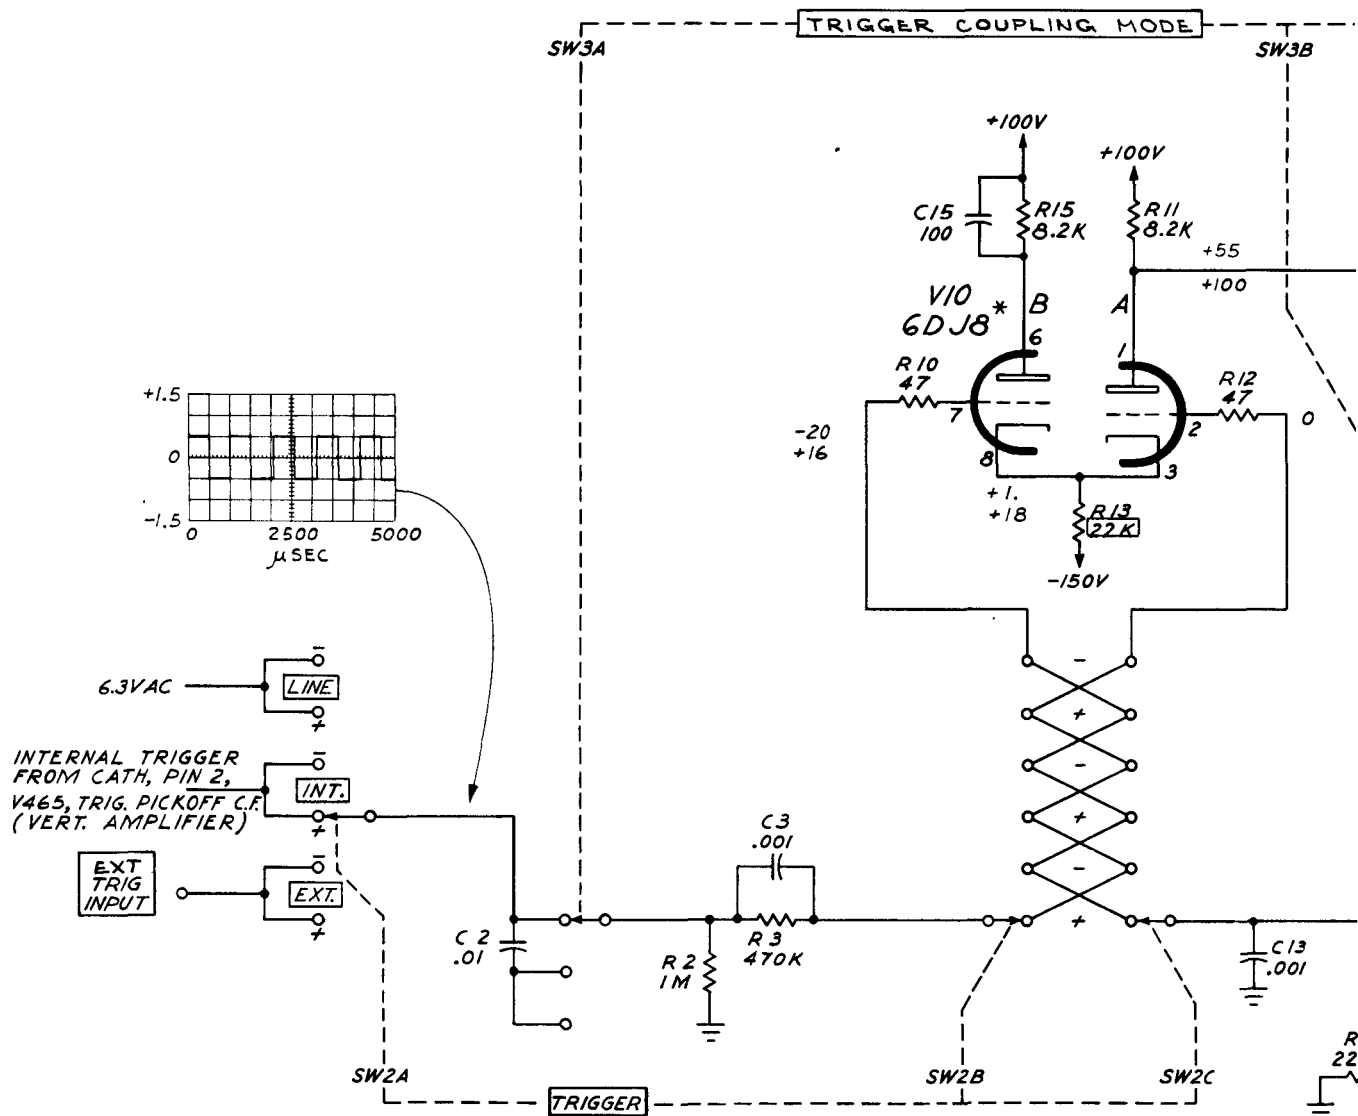 TRIGGER COUPLING MODE
SW3A
SW3B
+100V
+100V
C15
100
R15
8.2K
R11
8.2K
+55
+100
V10
6DJ8
*
B
A
6
1
R10
47
R12
47
7
2
0
-20
+16
8
3
+1.
+18
R13
22K
-150V
+1.5
0
-1.5
0
2500
5000
µSEC
6.3VAC
-
LINE
+
INTERNAL TRIGGER
FROM CATH, PIN 2,
V465, TRIG. PICKOFF C.F.
(VERT. AMPLIFIER)
-
INT.
+
EXT
TRIG
INPUT
-
EXT.
+
-
+
-
+
-
+
C3
.001
R3
470K
C2
.01
R2
1M
C13
.001
SW2A
SW2B
SW2C
TRIGGER
R
22